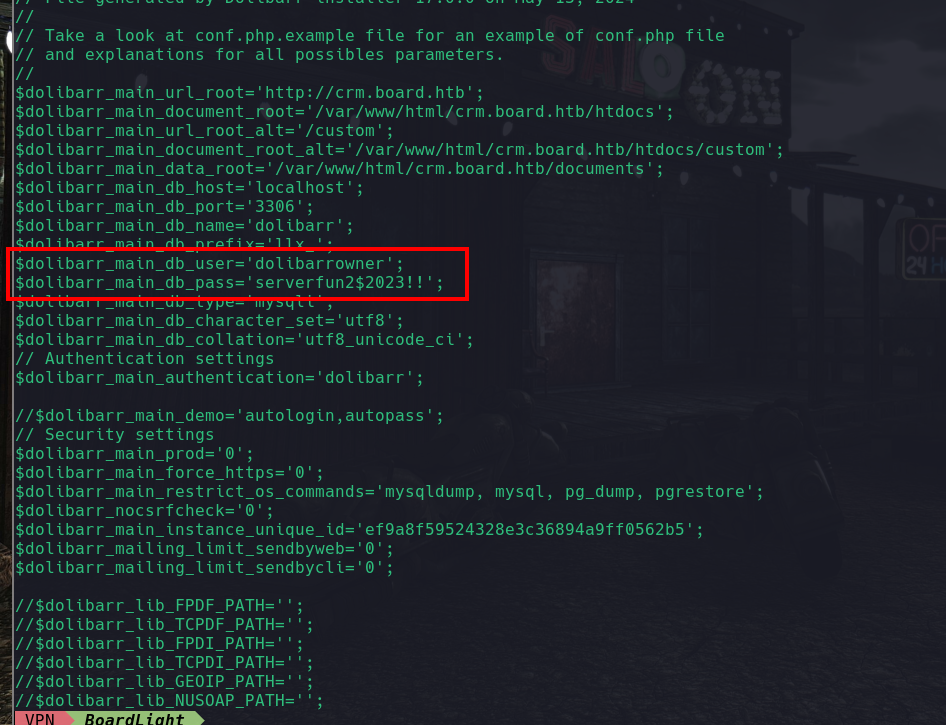 // File generated by Dolibarr installer 17.0.0 on May 13, 2024
//
// Take a look at conf.php.example file for an example of conf.php file
// and explanations for all possibles parameters.
//
$dolibarr_main_url_root='http://crm.board.htb';
$dolibarr_main_document_root='/var/www/html/crm.board.htb/htdocs';
$dolibarr_main_url_root_alt='/custom';
$dolibarr_main_document_root_alt='/var/www/html/crm.board.htb/htdocs/custom';
$dolibarr_main_data_root='/var/www/html/crm.board.htb/documents';
$dolibarr_main_db_host='localhost';
$dolibarr_main_db_port='3306';
$dolibarr_main_db_name='dolibarr';
$dolibarr_main_db_prefix='llx_';
$dolibarr_main_db_user='dolibarrowner';
$dolibarr_main_db_pass='serverfun2$2023!!';
$dolibarr_main_db_type='mysqli';
$dolibarr_main_db_character_set='utf8';
$dolibarr_main_db_collation='utf8_unicode_ci';
// Authentication settings
$dolibarr_main_authentication='dolibarr';
//$dolibarr_main_demo='autologin,autopass';
// Security settings
$dolibarr_main_prod='0';
$dolibarr_main_force_https='0';
$dolibarr_main_restrict_os_commands='mysqldump, mysql, pg_dump, pgrestore';
$dolibarr_nocsrfcheck='0';
$dolibarr_main_instance_unique_id='ef9a8f59524328e3c36894a9ff0562b5';
$dolibarr_mailing_limit_sendbyweb='0';
$dolibarr_mailing_limit_sendbycli='0';
//$dolibarr_lib_FPDF_PATH='';
//$dolibarr_lib_TCPDF_PATH='';
//$dolibarr_lib_FPDI_PATH='';
//$dolibarr_lib_TCPDI_PATH='';
//$dolibarr_lib_GEOIP_PATH='';
//$dolibarr_lib_NUSOAP_PATH='';
VPN BoardLight
SALOON
24